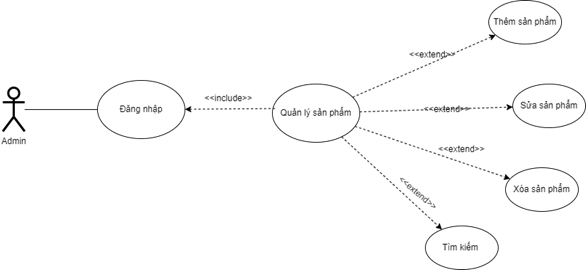 Thêm sản phẩm
<<extend>>
<<include>>
Đăng nhập
Quản lý sản phẩm
<<extend>>
Sửa sản phẩm
Admin
<<extend>>
Xóa sản phẩm
<<extend>>
Tìm kiếm